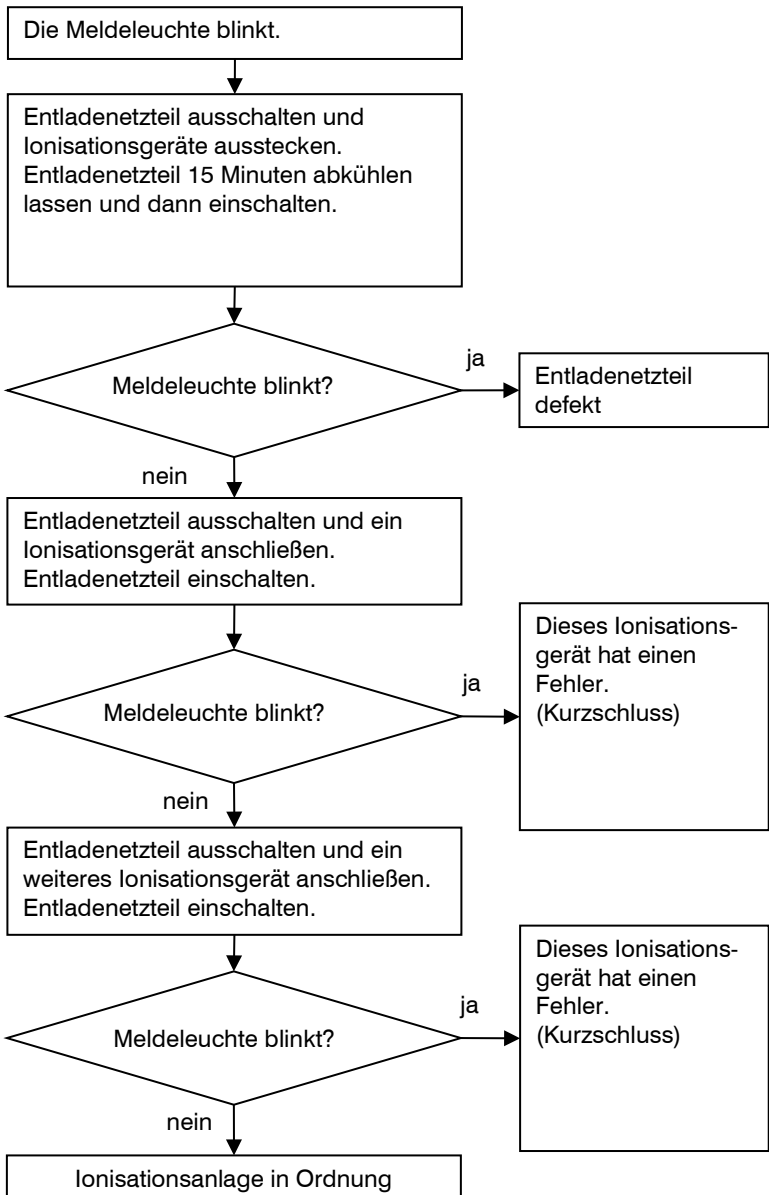 Die Meldeleuchte blinkt.
Entladenetzteil ausschalten und
Ionisationsgeräte ausstecken.
Entladenetzteil 15 Minuten abkühlen
lassen und dann einschalten.
Meldeleuchte blinkt?
ja
Entladenetzteil
defekt
nein
Entladenetzteil ausschalten und ein
Ionisationsgerät anschließen.
Entladenetzteil einschalten.
Meldeleuchte blinkt?
ja
Dieses Ionisations-
gerät hat einen
Fehler.
(Kurzschluss)
nein
Entladenetzteil ausschalten und ein
weiteres Ionisationsgerät anschließen.
Entladenetzteil einschalten.
Meldeleuchte blinkt?
ja
Dieses Ionisations-
gerät hat einen
Fehler.
(Kurzschluss)
nein
Ionisationsanlage in Ordnung